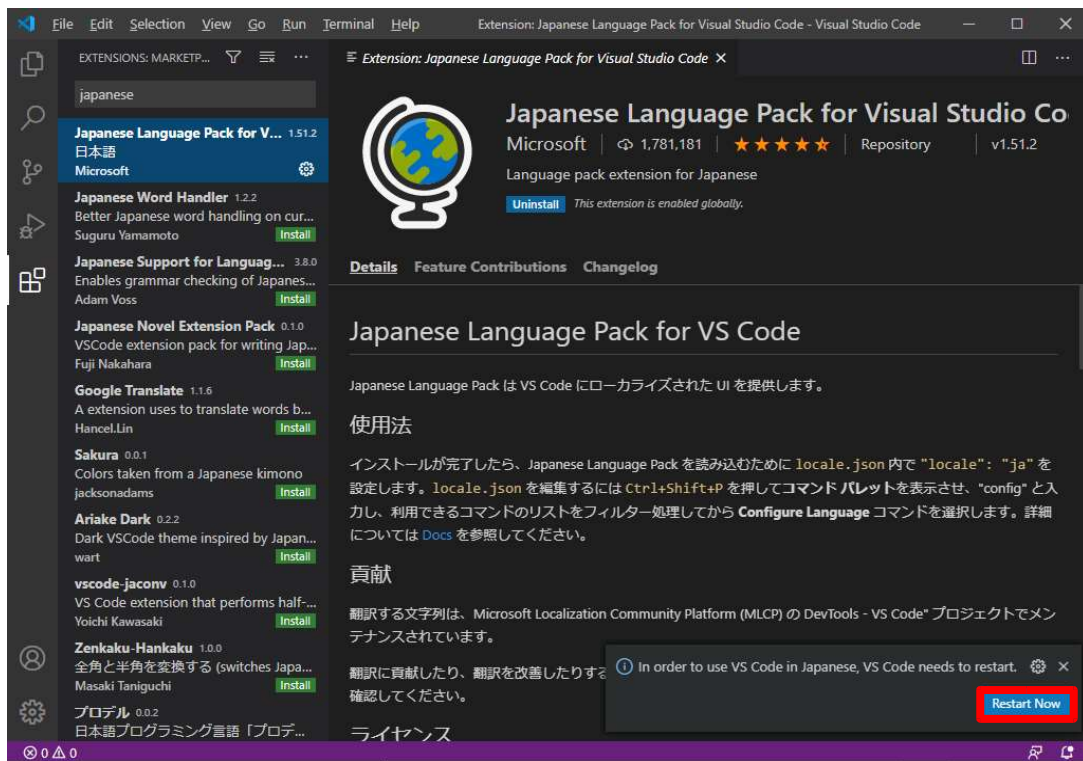 File Edit Selection View Go Run Terminal Help
Extension: Japanese Language Pack for Visual Studio Code - Visual Studio Code
EXTENSIONS: MARKETP...
japanese
Japanese Language Pack for V... 1.51.2
日本語
Microsoft
Japanese Word Handler 1.2.2
Better Japanese word handling on cur...
Suguru Yamamoto Install
Japanese Support for Languag... 3.8.0
Enables grammar checking of Japanes...
Adam Voss Install
Japanese Novel Extension Pack 0.1.0
VSCode extension pack for writing Jap...
Fuji Nakahara Install
Google Translate 1.1.6
A extension uses to translate words b...
Hancel.Lin Install
Sakura 0.0.1
Colors taken from a Japanese kimono
jacksonadams Install
Ariake Dark 0.2.2
Dark VSCode theme inspired by Japan...
wart Install
vscode-jaconv 0.1.0
VS Code extension that performs half-...
Yoichi Kawasaki Install
Zenkaku-Hankaku 1.0.0
全角と半角を変換する (switches Japa...
Masaki Taniguchi Install
プロデル 0.0.2
日本語プログラミング言語「プロデ...
Extension: Japanese Language Pack for Visual Studio Code
Japanese Language Pack for Visual Studio Co
Microsoft 1,781,181 Repository v1.51.2
Language pack extension for Japanese
Uninstall This extension is enabled globally.
Details Feature Contributions Changelog
Japanese Language Pack for VS Code
Japanese Language Pack は VS Code にローカライズされた UI を提供します。
使用法
インストールが完了したら、Japanese Language Pack を読み込むために locale.json 内で "locale": "ja" を
設定します。locale.json を編集するには Ctrl+Shift+P を押してコマンド パレットを表示させ、"config" と入
力し、利用できるコマンドのリストをフィルター処理してから Configure Language コマンドを選択します。詳細
については Docs を参照してください。
貢献
翻訳する文字列は、Microsoft Localization Community Platform (MLCP) の DevTools - VS Code" プロジェクトでメン
テナンスされています。
翻訳に貢献したり、翻訳を改善したりする
確認してください。
ライセンス
In order to use VS Code in Japanese, VS Code needs to restart.
Restart Now
0 0